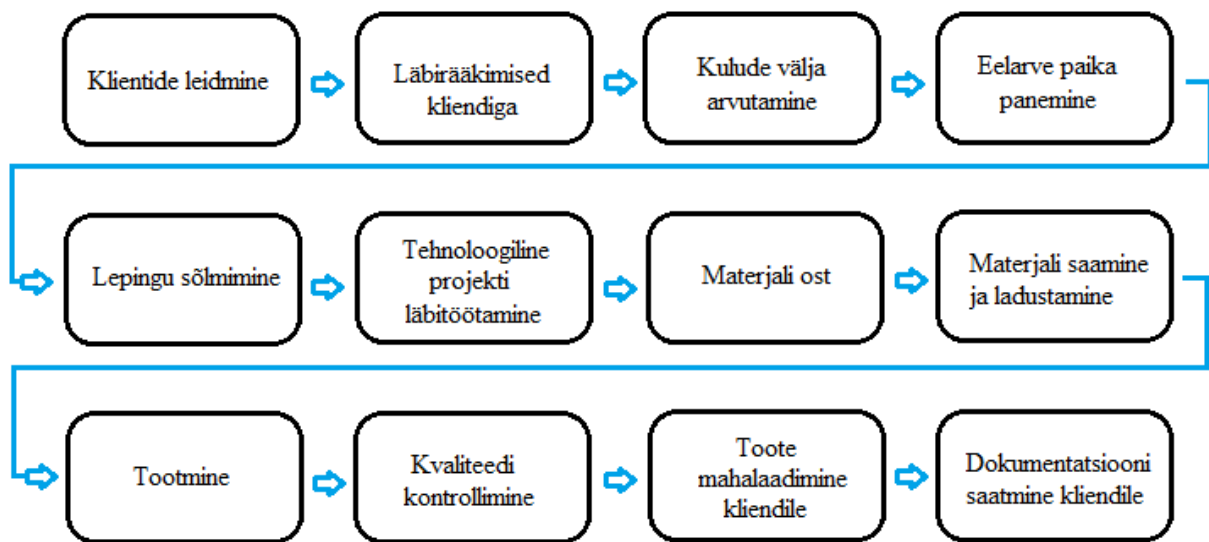 Klientide leidmine
Läbirääkimised
kliendiga
Kulude välja
arvutamine
Eelarve paika
panemine
Lepingu sõlmimine
Tehnoloogiline
projekti
läbitöötamine
Materjali ost
Materjali saamine
ja ladustamine
Tootmine
Kvaliteedi
kontrollimine
Toote
mahalaadimine
kliendile
Dokumentatsiooni
saatmine kliendile